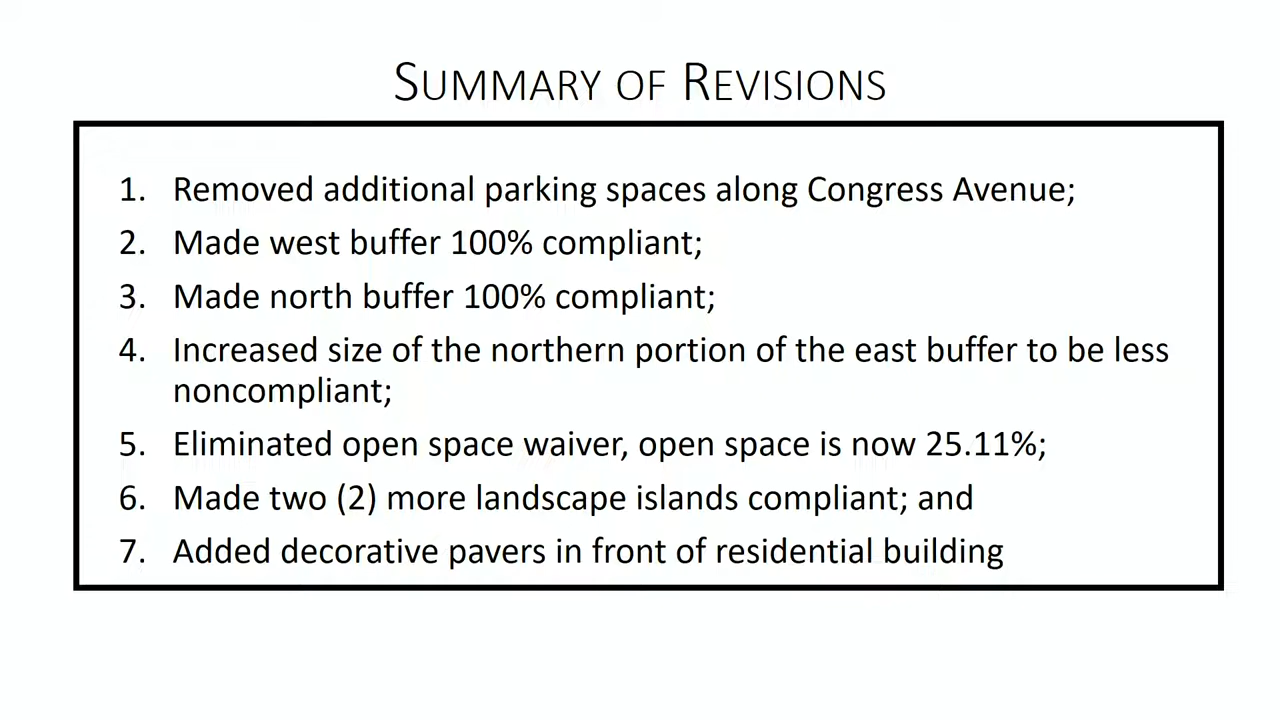 SUMMARY OF REVISIONS
1. Removed additional parking spaces along Congress Avenue;
2. Made west buffer 100% compliant;
3. Made north buffer 100% compliant;
4. Increased size of the northern portion of the east buffer to be less
noncompliant;
5. Eliminated open space waiver, open space is now 25.11%;
6. Made two (2) more landscape islands compliant; and
7. Added decorative pavers in front of residential building